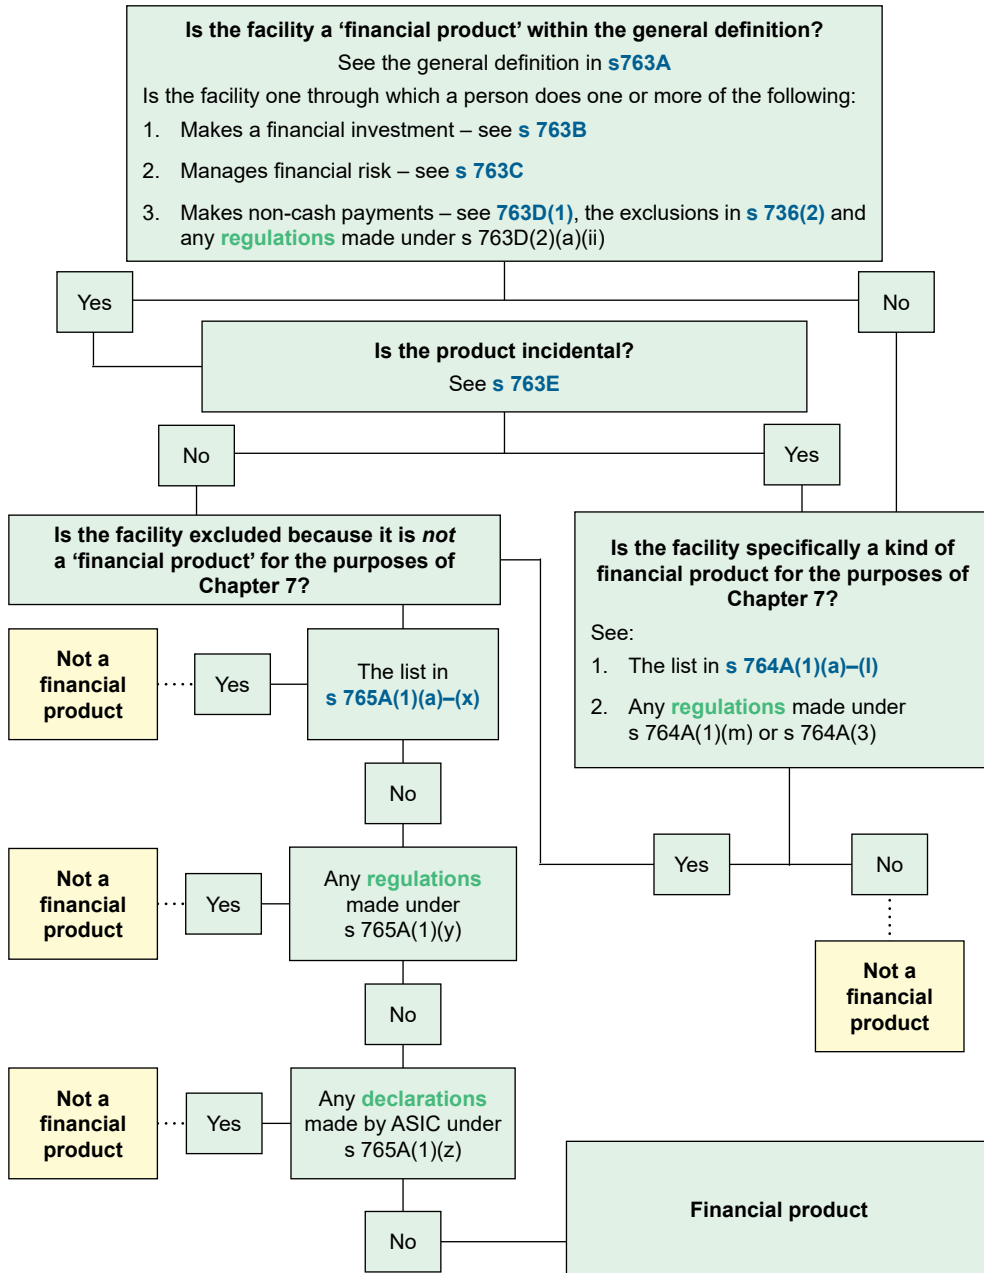 Is the facility a ‘financial product’ within the general definition?
See the general definition in s763A
Is the facility one through which a person does one or more of the following:
1. Makes a financial investment – see s 763B
2. Manages financial risk – see s 763C
3. Makes non-cash payments – see 763D(1), the exclusions in s 736(2) and
any regulations made under s 763D(2)(a)(ii)
Yes
No
Is the product incidental?
See s 763E
No
Yes
Is the facility excluded because it is not
a ‘financial product’ for the purposes of
Chapter 7?
Is the facility specifically a kind of
financial product for the purposes of
Chapter 7?
See:
1. The list in s 764A(1)(a)–(l)
2. Any regulations made under
s 764A(1)(m) or s 764A(3)
Not a
financial
product
Yes
The list in
s 765A(1)(a)–(x)
No
Yes
No
Not a
financial
product
Yes
Any regulations
made under
s 765A(1)(y)
Not a
financial
product
No
Not a
financial
product
Yes
Any declarations
made by ASIC under
s 765A(1)(z)
No
Financial product